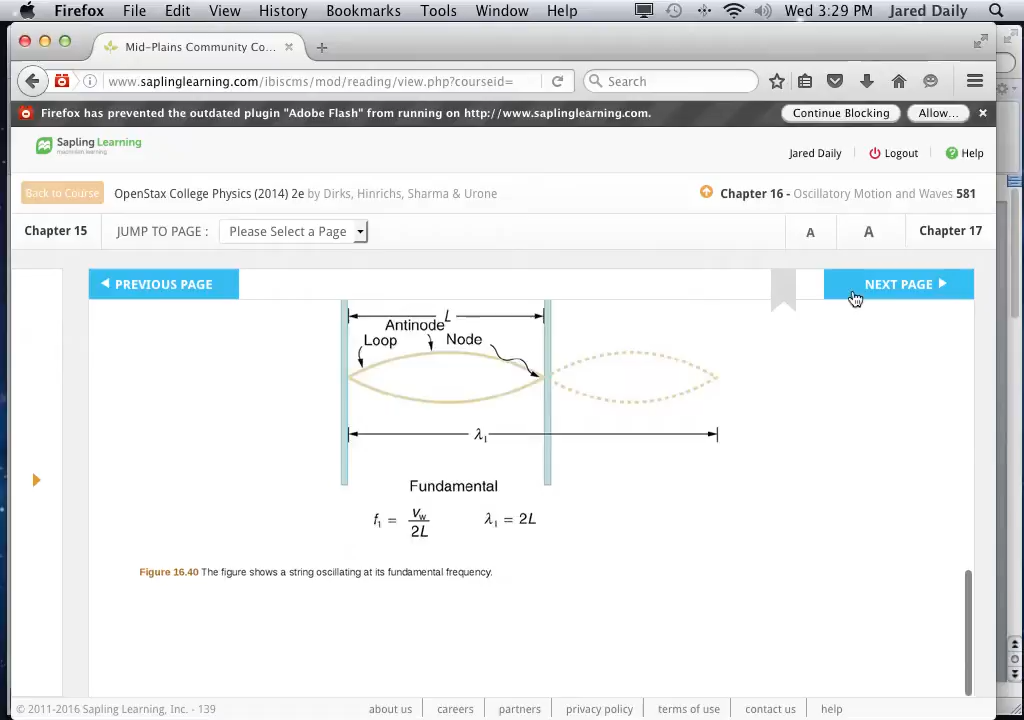 Firefox File Edit View History Bookmarks Tools Window Help Wed 3:29 PM Jared Daily
Mid-Plains Community Co...
www.saplinglearning.com/ibiscms/mod/reading/view.php?courseid= Search
Firefox has prevented the outdated plugin "Adobe Flash" from running on http://www.saplinglearning.com. Continue Blocking Allow...
Sapling Learning
macmillan learning
Jared Daily Logout Help
Back to Course OpenStax College Physics (2014) 2e by Dirks, Hinrichs, Sharma & Urone Chapter 16 - Oscillatory Motion and Waves 581
Chapter 15 JUMP TO PAGE : Please Select a Page A A Chapter 17
PREVIOUS PAGE NEXT PAGE
L
Antinode
Loop Node
λ₁
Fundamental
f₁ = v_w / 2L λ₁ = 2L
Figure 16.40 The figure shows a string oscillating at its fundamental frequency.
© 2011-2016 Sapling Learning, Inc. - 139 about us careers partners privacy policy terms of use contact us help